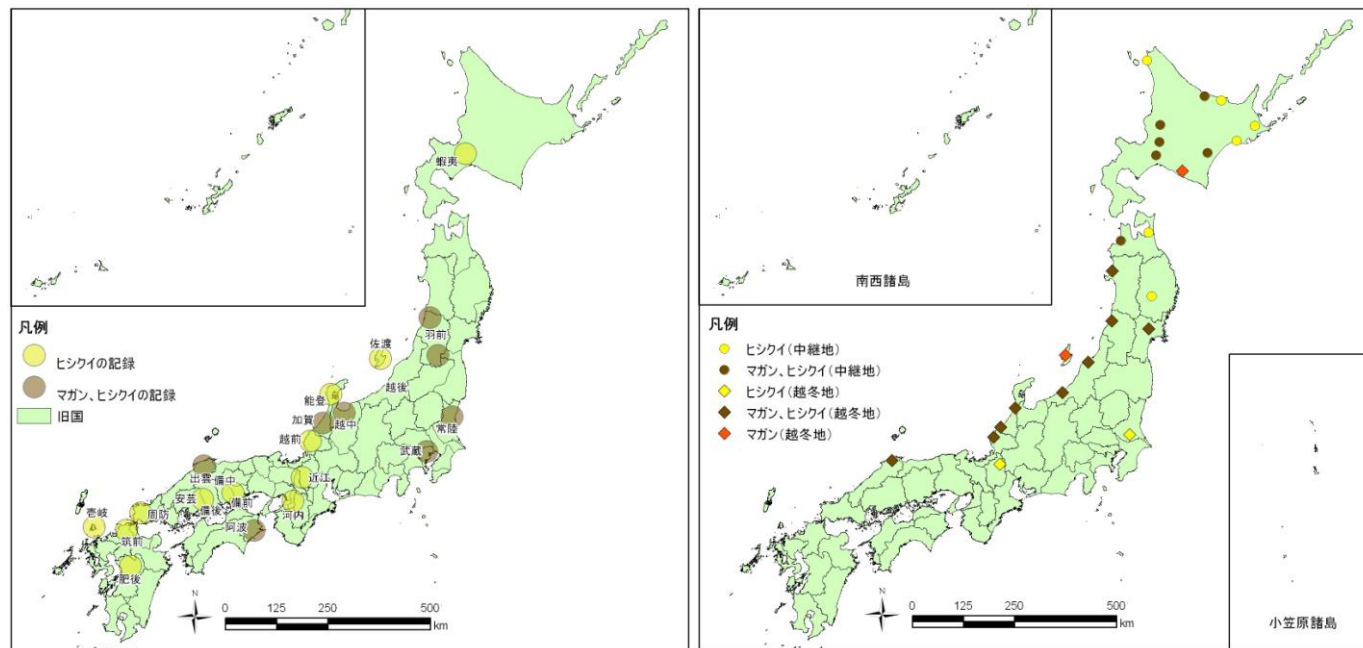 蝦夷
羽前
佐渡
越後
能登
加賀
越中
越前
常陸
武蔵
近江
出雲
備中
安芸
備前
備後
河内
周防
壱岐
阿波
筑前
肥後
凡例
ヒシクイの記録
マガン、ヒシクイの記録
旧国
N
0 125 250 500
km
南西諸島
凡例
ヒシクイ(中継地)
マガン、ヒシクイ(中継地)
ヒシクイ(越冬地)
マガン、ヒシクイ(越冬地)
マガン(越冬地)
N
0 125 250 500
km
小笠原諸島